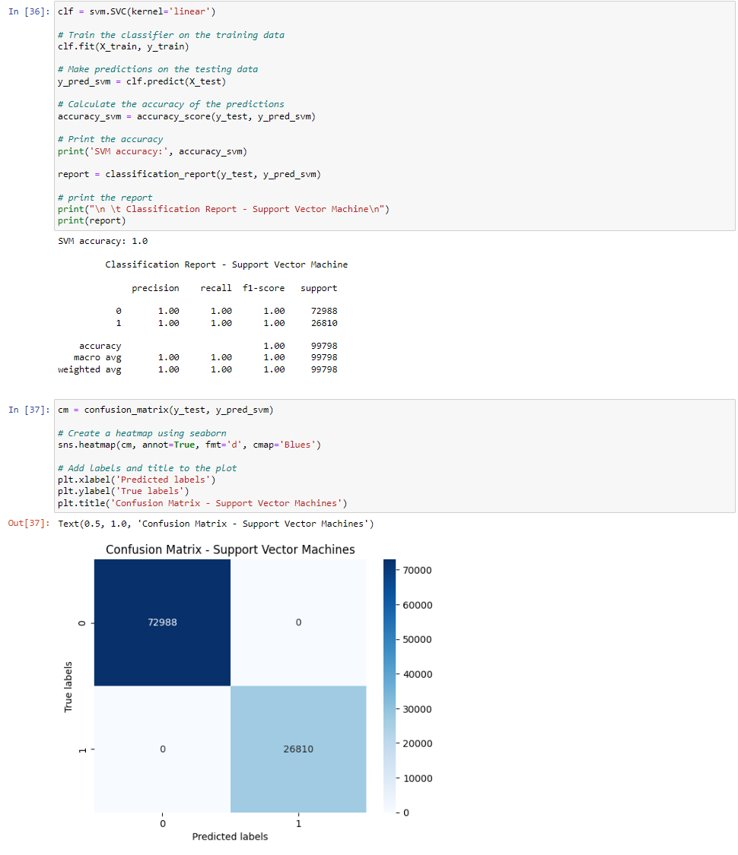 In [36]: clf = svm.SVC(kernel='linear')
# Train the classifier on the training data
clf.fit(X_train, y_train)
# Make predictions on the testing data
y_pred_svm = clf.predict(X_test)
# Calculate the accuracy of the predictions
accuracy_svm = accuracy_score(y_test, y_pred_svm)
# Print the accuracy
print('SVM accuracy:', accuracy_svm)
report = classification_report(y_test, y_pred_svm)
# print the report
print("\n \t Classification Report - Support Vector Machine\n")
print(report)
SVM accuracy: 1.0
Classification Report - Support Vector Machine
precision recall f1-score support
0 1.00 1.00 1.00 72988
1 1.00 1.00 1.00 26810
accuracy 1.00 99798
macro avg 1.00 1.00 1.00 99798
weighted avg 1.00 1.00 1.00 99798
In [37]: cm = confusion_matrix(y_test, y_pred_svm)
# Create a heatmap using seaborn
sns.heatmap(cm, annot=True, fmt='d', cmap='Blues')
# Add labels and title to the plot
plt.xlabel('Predicted labels')
plt.ylabel('True labels')
plt.title('Confusion Matrix - Support Vector Machines')
Out[37]: Text(0.5, 1.0, 'Confusion Matrix - Support Vector Machines')
Confusion Matrix - Support Vector Machines
True labels
0
1
72988 0
0 26810
0 1
Predicted labels
70000
60000
50000
40000
30000
20000
10000
0